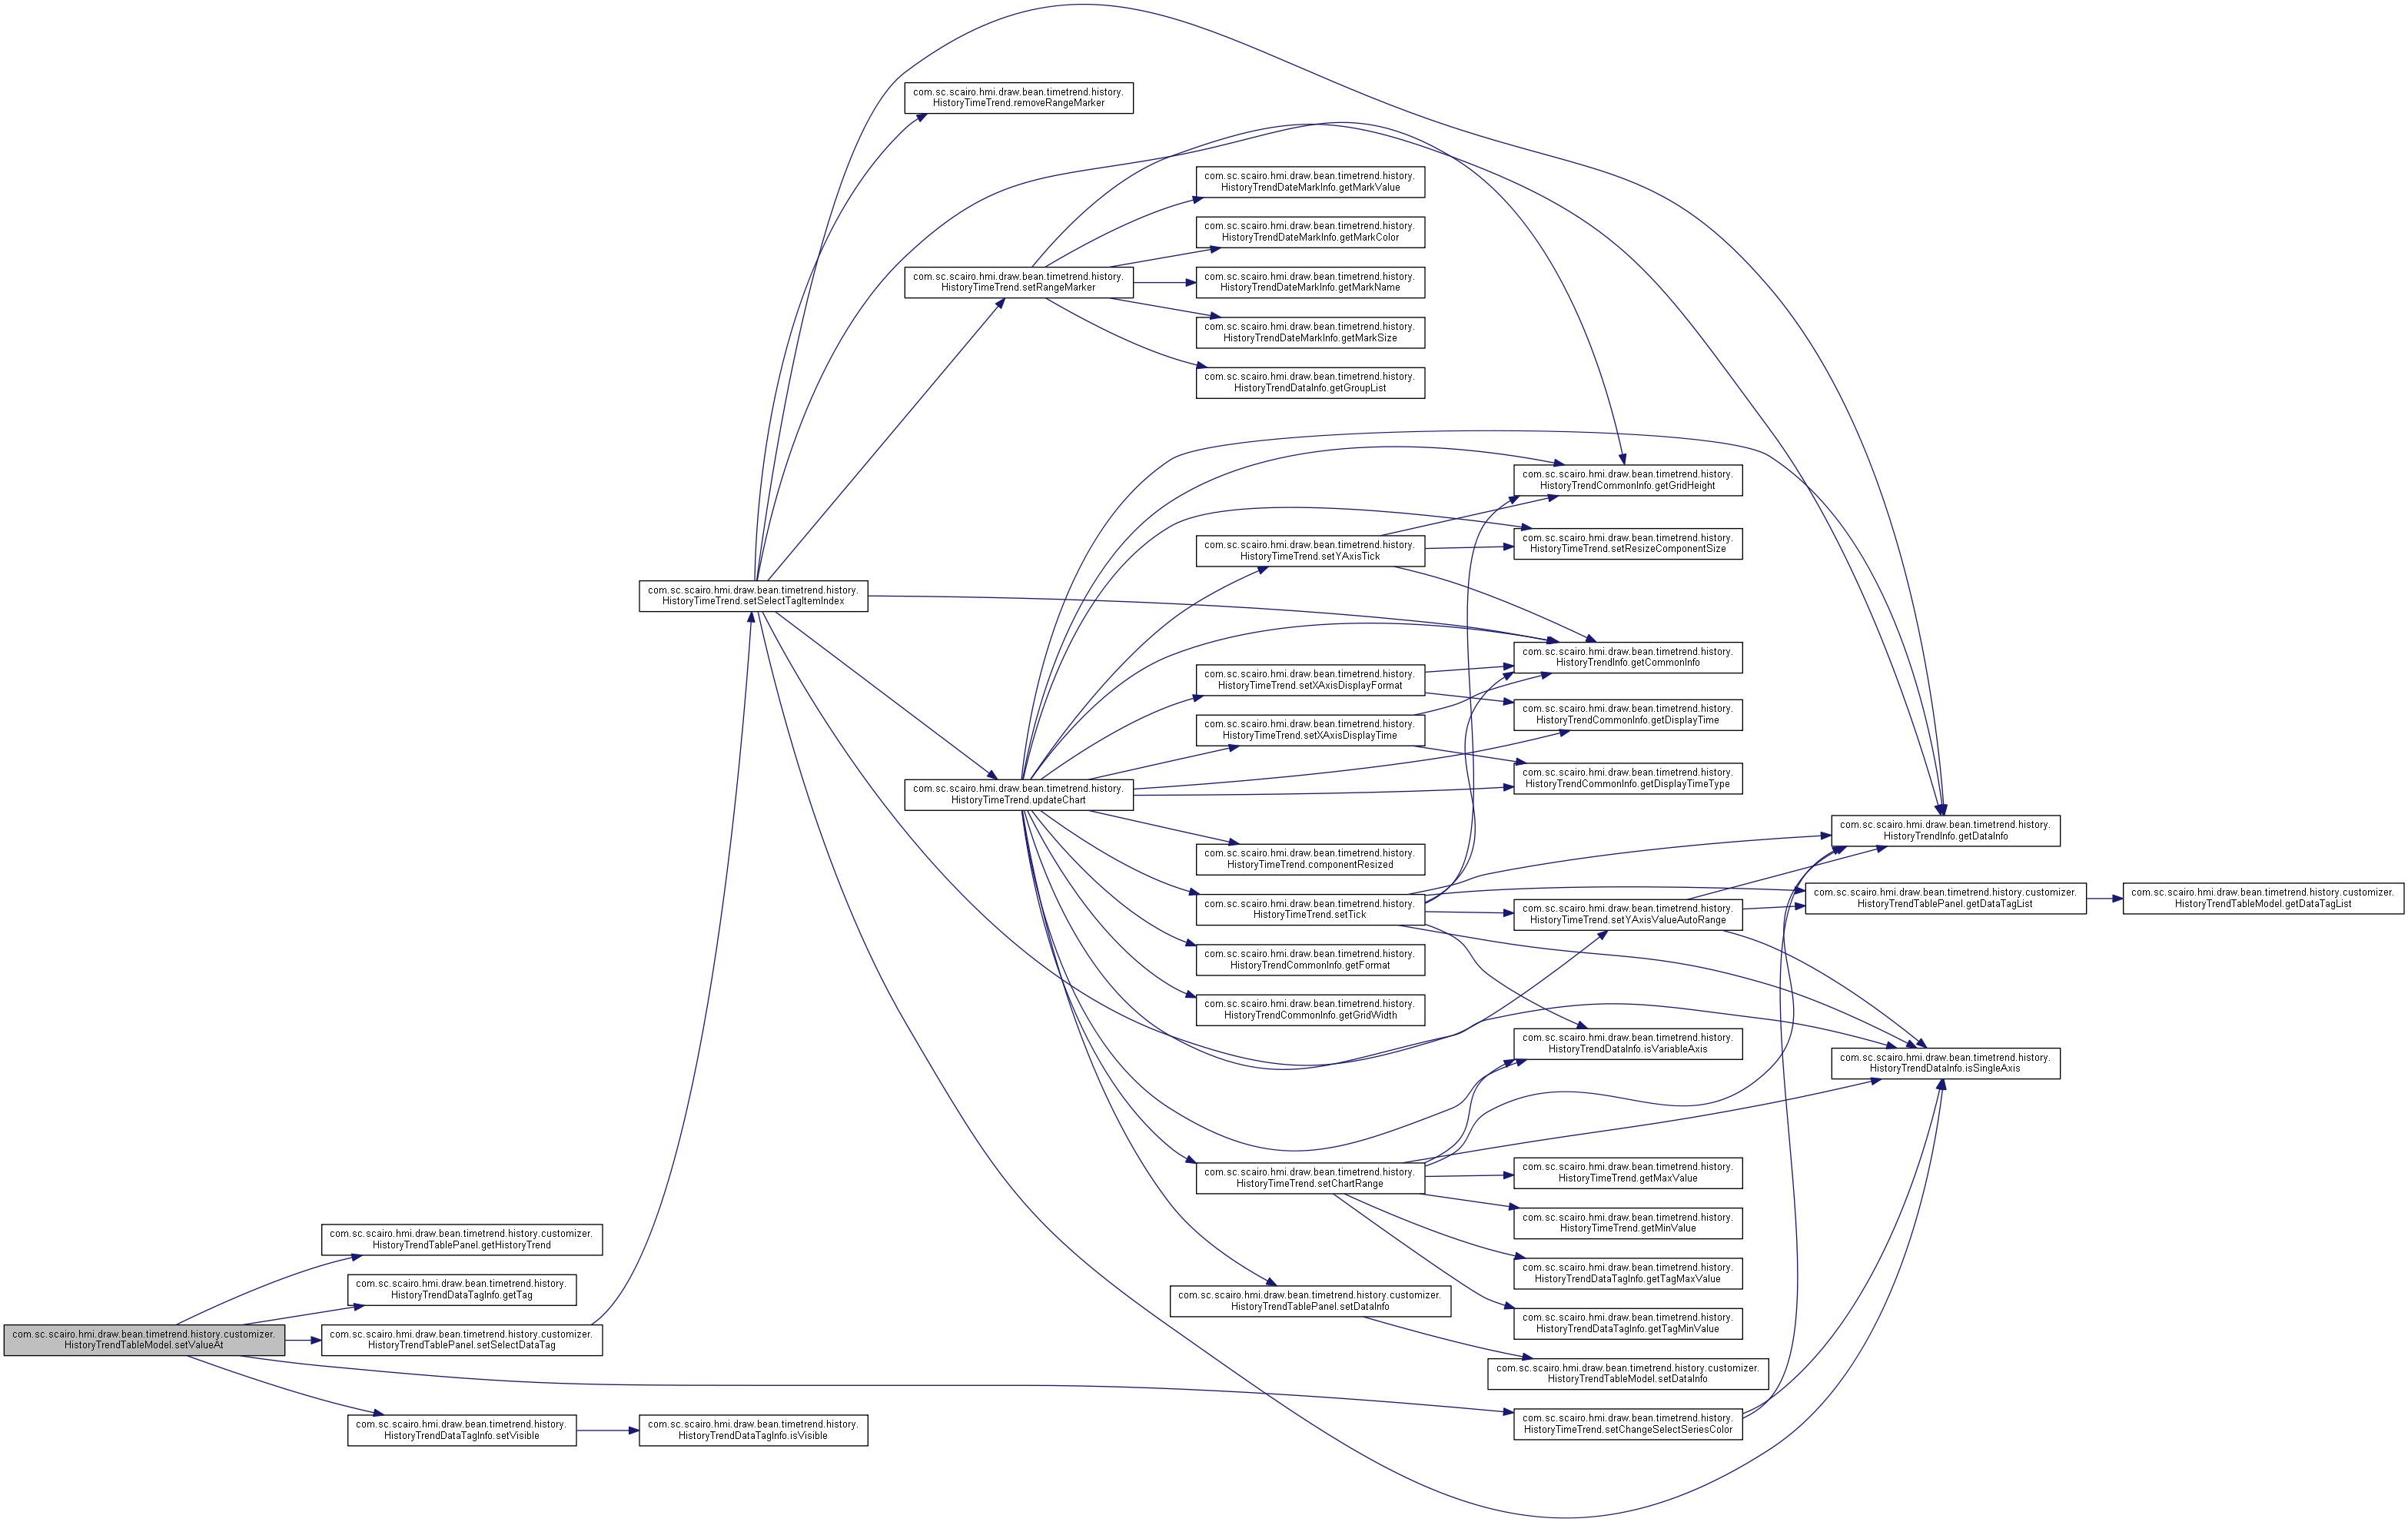 com.sc.scairo.hmi.draw.bean.timetrend.history.
HistoryTimeTrend.removeRangeMarker
com.sc.scairo.hmi.draw.bean.timetrend.history.
HistoryTrendDateMarkInfo.getMarkValue
com.sc.scairo.hmi.draw.bean.timetrend.history.
HistoryTrendDateMarkInfo.getMarkColor
com.sc.scairo.hmi.draw.bean.timetrend.history.
HistoryTimeTrend.setRangeMarker
com.sc.scairo.hmi.draw.bean.timetrend.history.
HistoryTrendDateMarkInfo.getMarkName
com.sc.scairo.hmi.draw.bean.timetrend.history.
HistoryTrendDateMarkInfo.getMarkSize
com.sc.scairo.hmi.draw.bean.timetrend.history.
HistoryTrendDataInfo.getGroupList
com.sc.scairo.hmi.draw.bean.timetrend.history.
HistoryTrendCommonInfo.getGridHeight
com.sc.scairo.hmi.draw.bean.timetrend.history.
HistoryTimeTrend.setYAxisTick
com.sc.scairo.hmi.draw.bean.timetrend.history.
HistoryTimeTrend.setResizeComponentSize
com.sc.scairo.hmi.draw.bean.timetrend.history.
HistoryTimeTrend.setSelectTagItemIndex
com.sc.scairo.hmi.draw.bean.timetrend.history.
HistoryTrendInfo.getCommonInfo
com.sc.scairo.hmi.draw.bean.timetrend.history.
HistoryTimeTrend.setXAxisDisplayFormat
com.sc.scairo.hmi.draw.bean.timetrend.history.
HistoryTrendCommonInfo.getDisplayTime
com.sc.scairo.hmi.draw.bean.timetrend.history.
HistoryTimeTrend.setXAxisDisplayTime
com.sc.scairo.hmi.draw.bean.timetrend.history.
HistoryTrendCommonInfo.getDisplayTimeType
com.sc.scairo.hmi.draw.bean.timetrend.history.
HistoryTimeTrend.updateChart
com.sc.scairo.hmi.draw.bean.timetrend.history.
HistoryTrendInfo.getDataInfo
com.sc.scairo.hmi.draw.bean.timetrend.history.
HistoryTimeTrend.componentResized
com.sc.scairo.hmi.draw.bean.timetrend.history.customizer.
HistoryTrendTablePanel.getDataTagList
com.sc.scairo.hmi.draw.bean.timetrend.history.customizer.
HistoryTrendTableModel.getDataTagList
com.sc.scairo.hmi.draw.bean.timetrend.history.
HistoryTimeTrend.setTick
com.sc.scairo.hmi.draw.bean.timetrend.history.
HistoryTimeTrend.setYAxisValueAutoRange
com.sc.scairo.hmi.draw.bean.timetrend.history.
HistoryTrendCommonInfo.getFormat
com.sc.scairo.hmi.draw.bean.timetrend.history.
HistoryTrendCommonInfo.getGridWidth
com.sc.scairo.hmi.draw.bean.timetrend.history.
HistoryTrendDataInfo.isVariableAxis
com.sc.scairo.hmi.draw.bean.timetrend.history.
HistoryTrendDataInfo.isSingleAxis
com.sc.scairo.hmi.draw.bean.timetrend.history.
HistoryTimeTrend.setChartRange
com.sc.scairo.hmi.draw.bean.timetrend.history.
HistoryTimeTrend.getMaxValue
com.sc.scairo.hmi.draw.bean.timetrend.history.
HistoryTimeTrend.getMinValue
com.sc.scairo.hmi.draw.bean.timetrend.history.customizer.
HistoryTrendTablePanel.getHistoryTrend
com.sc.scairo.hmi.draw.bean.timetrend.history.
HistoryTrendDataTagInfo.getTagMaxValue
com.sc.scairo.hmi.draw.bean.timetrend.history.
HistoryTrendDataTagInfo.getTag
com.sc.scairo.hmi.draw.bean.timetrend.history.customizer.
HistoryTrendTablePanel.setDataInfo
com.sc.scairo.hmi.draw.bean.timetrend.history.
HistoryTrendDataTagInfo.getTagMinValue
com.sc.scairo.hmi.draw.bean.timetrend.history.customizer.
HistoryTrendTableModel.setValueAt
com.sc.scairo.hmi.draw.bean.timetrend.history.customizer.
HistoryTrendTablePanel.setSelectDataTag
com.sc.scairo.hmi.draw.bean.timetrend.history.customizer.
HistoryTrendTableModel.setDataInfo
com.sc.scairo.hmi.draw.bean.timetrend.history.
HistoryTimeTrend.setChangeSelectSeriesColor
com.sc.scairo.hmi.draw.bean.timetrend.history.
HistoryTrendDataTagInfo.setVisible
com.sc.scairo.hmi.draw.bean.timetrend.history.
HistoryTrendDataTagInfo.isVisible